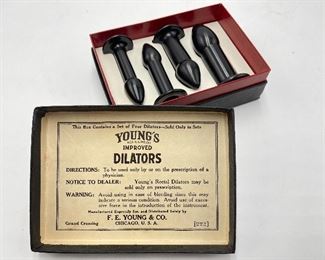 This Box Contains a Set of Four Dilators—Sold Only in Sets
YOUNG'S
IMPROVED
DILATORS
DIRECTIONS: To be used only by or on the prescription of a
physician.
NOTICE TO DEALER: Young's Rectal Dilators may be
sold only on prescription.
WARNING: Avoid using in case of bleeding since this may
indicate a serious condition. Avoid use of exces-
sive force in the introduction of the instrument.
Manufactured Especially for and Distributed Solely by
F. E. YOUNG & CO.
Grand Crossing CHICAGO, U. S. A.